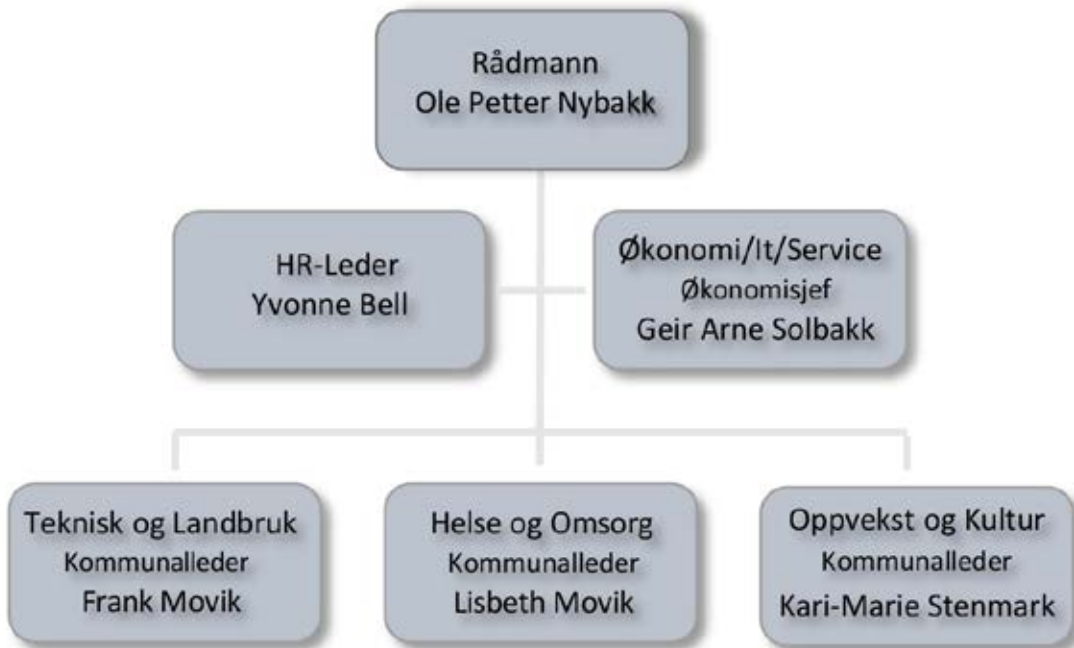 Rådmann
Ole Petter Nybakk
HR-Leder
Yvonne Bell
Økonomi/It/Service
Økonomisjef
Geir Arne Solbakk
Teknisk og Landbruk
Kommunalleder
Frank Movik
Helse og Omsorg
Kommunalleder
Lisbeth Movik
Oppvekst og Kultur
Kommunalleder
Kari-Marie Stenmark